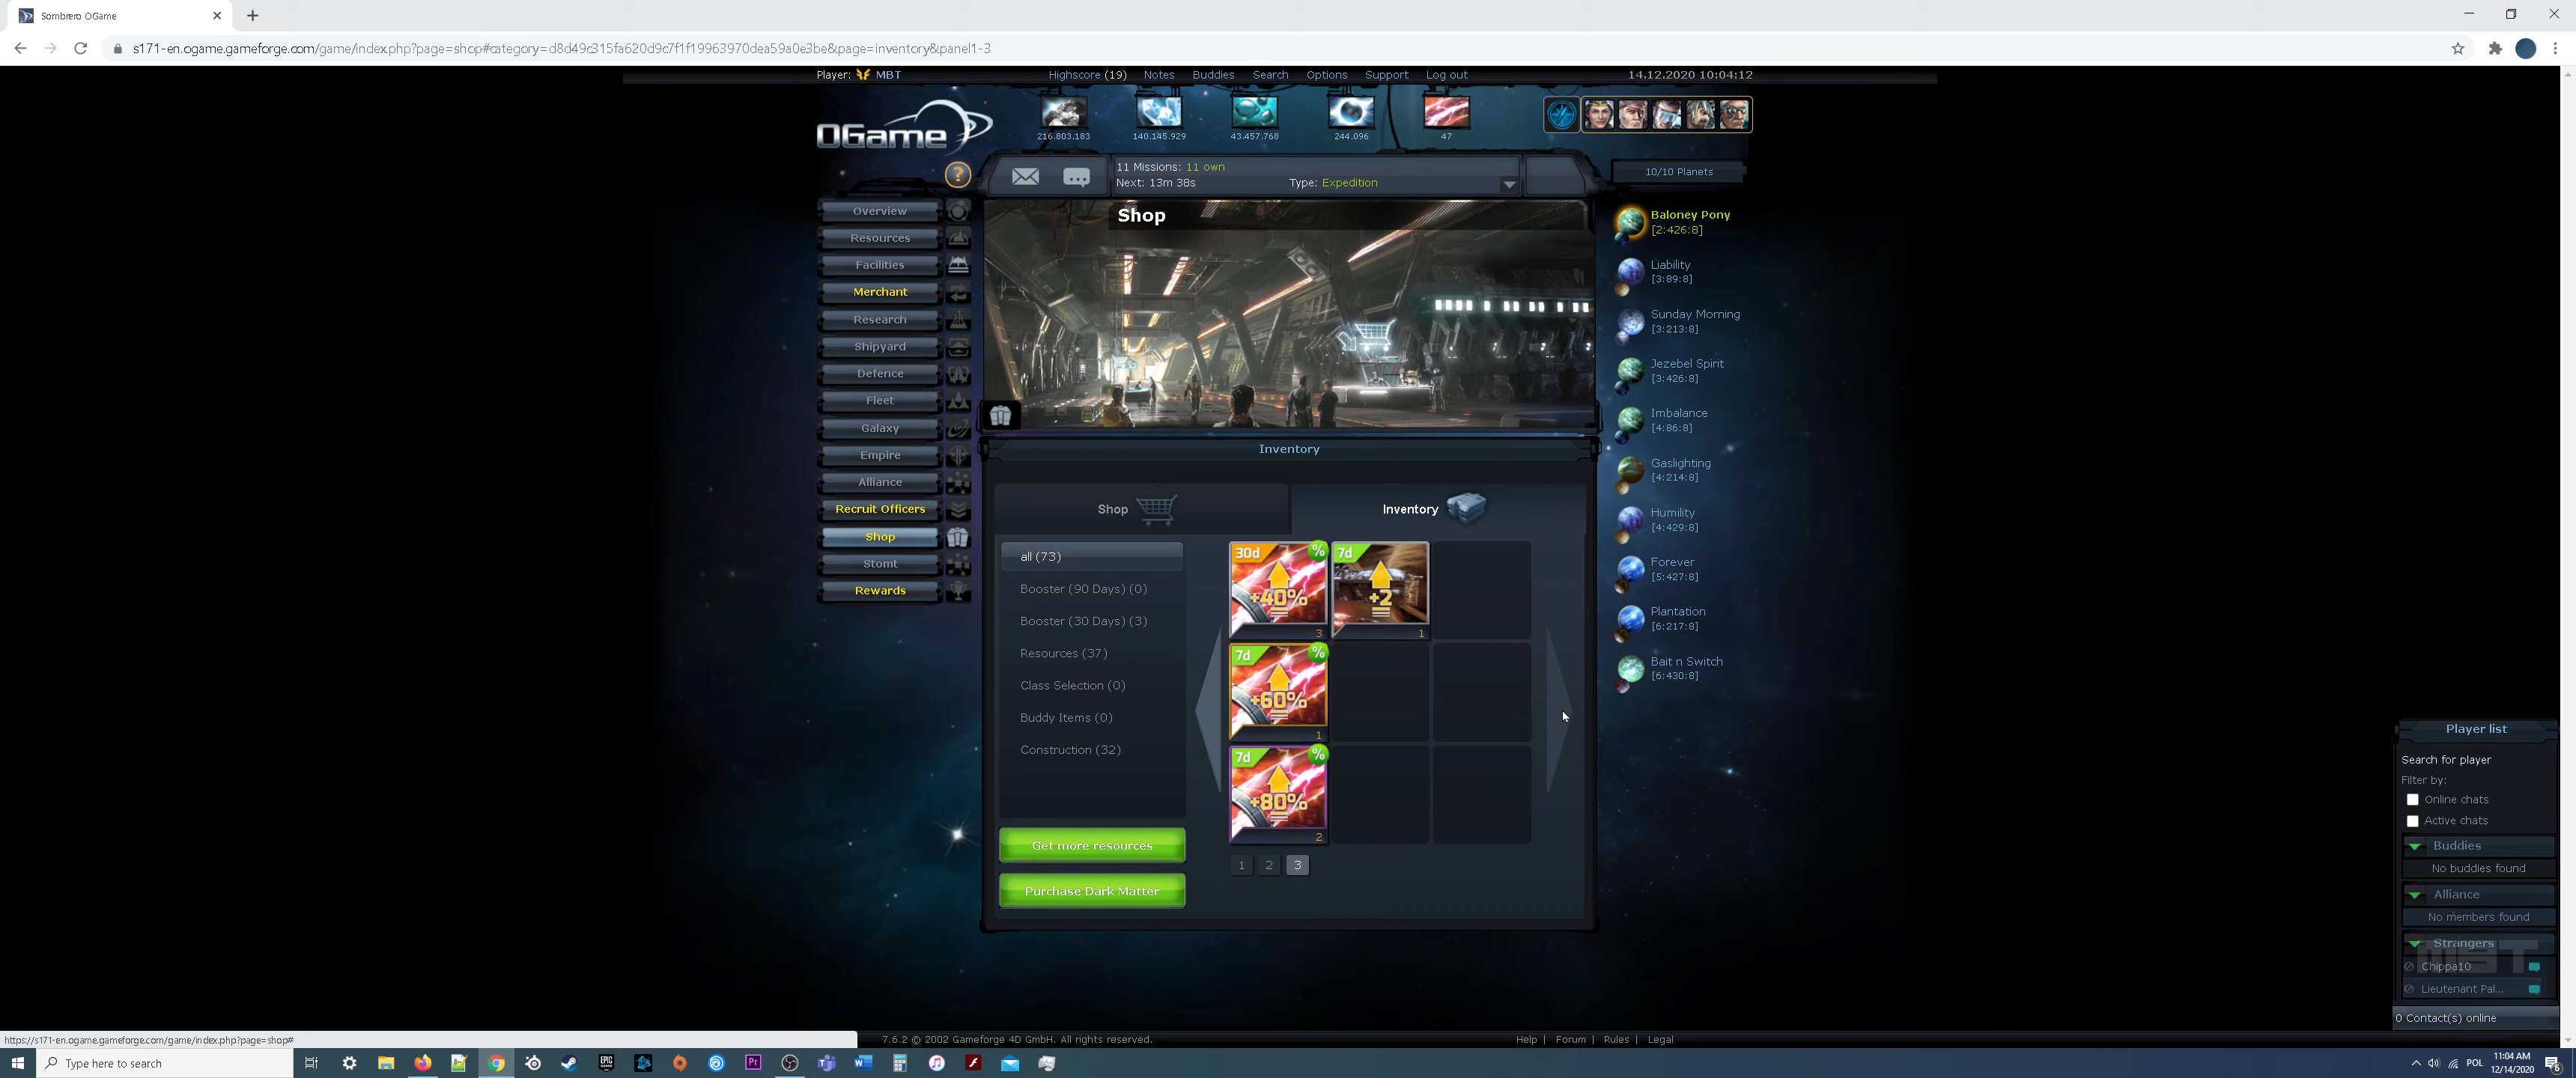 Sombrero OGame
s171-en.ogame.gameforge.com/game/index.php?page=shop#category=d8d49c315fa620d9c7f1f19963970dea59a0e3be&page=inventory&panel1-3
Player: MBT
Highscore (19) Notes Buddies Search Options Support Log out
14.12.2020 10:04:12
OGame
216.803.183 140.145.929 43.457.768 244.096 47
?
11 Missions: 11 own
Next: 13m 38s Type: Expedition
10/10 Planets
Overview
Resources
Facilities
Merchant
Research
Shipyard
Defence
Fleet
Galaxy
Empire
Alliance
Recruit Officers
Shop
Stomt
Rewards
Shop
Inventory
Shop
Inventory
all (73)
Booster (90 Days) (0)
Booster (30 Days) (3)
Resources (37)
Class Selection (0)
Buddy Items (0)
Construction (32)
Get more resources
Purchase Dark Matter
30d % +40% 3
7d +2 1
7d % +60% 1
7d % +80% 2
1 2 3
Baloney Pony
[2:426:8]
Liability
[3:89:8]
Sunday Morning
[3:213:8]
Jezebel Spirit
[3:426:8]
Imbalance
[4:86:8]
Gaslighting
[4:214:8]
Humility
[4:429:8]
Forever
[5:427:8]
Plantation
[6:217:8]
Bait n Switch
[6:430:8]
Player list
Search for player
Filter by:
Online chats
Active chats
Buddies
No buddies found
Alliance
No members found
Strangers
MBT
Chippa10
Lieutenant Pal...
0 Contact(s) online
https://s171-en.ogame.gameforge.com/game/index.php?page=shop#
7.6.2 © 2002 Gameforge 4D GmbH. All rights reserved.
Help | Forum | Rules | Legal
Type here to search
EPIC GAMES
Pr
POL
11:04 AM
12/14/2020
6